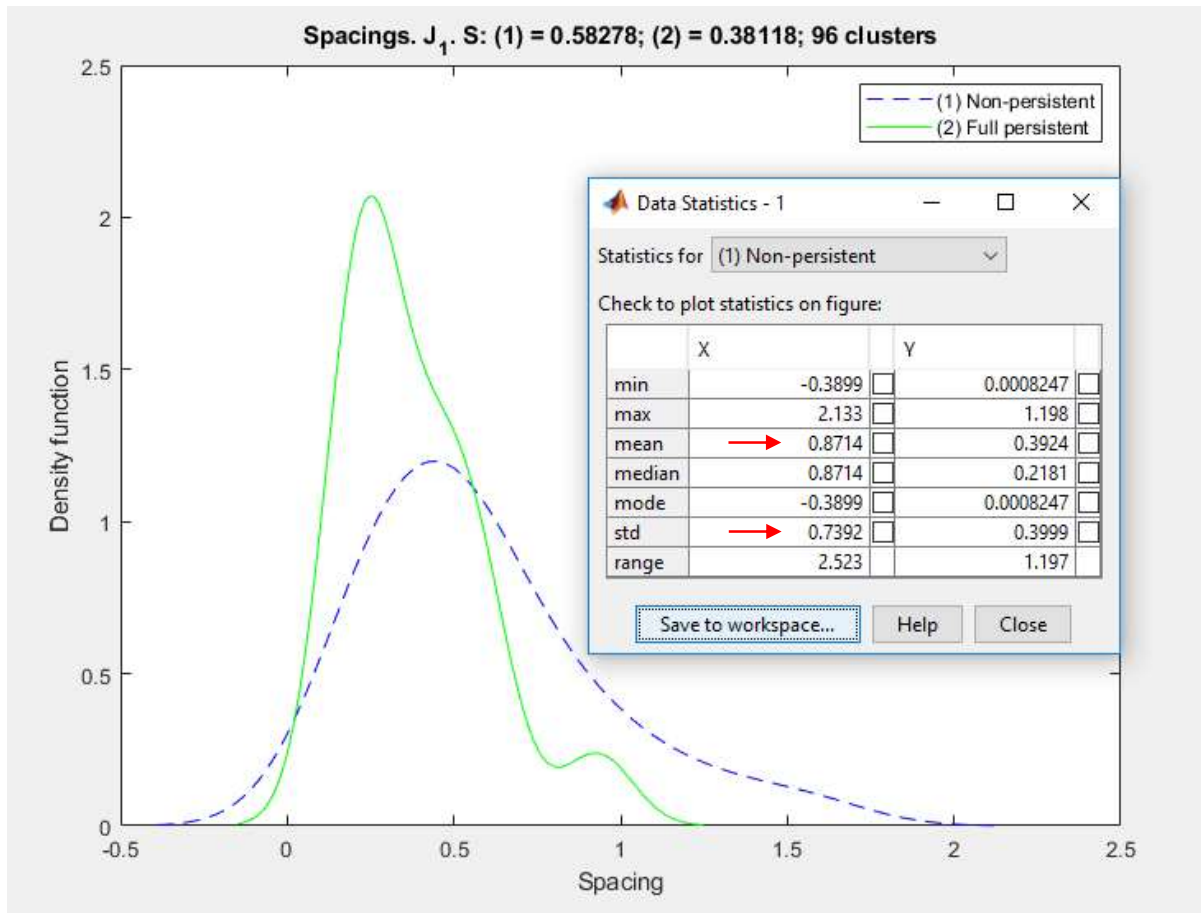 Spacings. J1. S: (1) = 0.58278; (2) = 0.38118; 96 clusters
2.5
(1) Non-persistent
(2) Full persistent
Data Statistics - 1
Statistics for (1) Non-persistent
Check to plot statistics on figure:
X Y
min -0.3899 0.0008247
max 2.133 1.198
mean 0.8714 0.3924
median 0.8714 0.2181
mode -0.3899 0.0008247
std 0.7392 0.3999
range 2.523 1.197
Save to workspace... Help Close
2
1.5
1
0.5
0
Density function
-0.5 0 0.5 1 1.5 2 2.5
Spacing